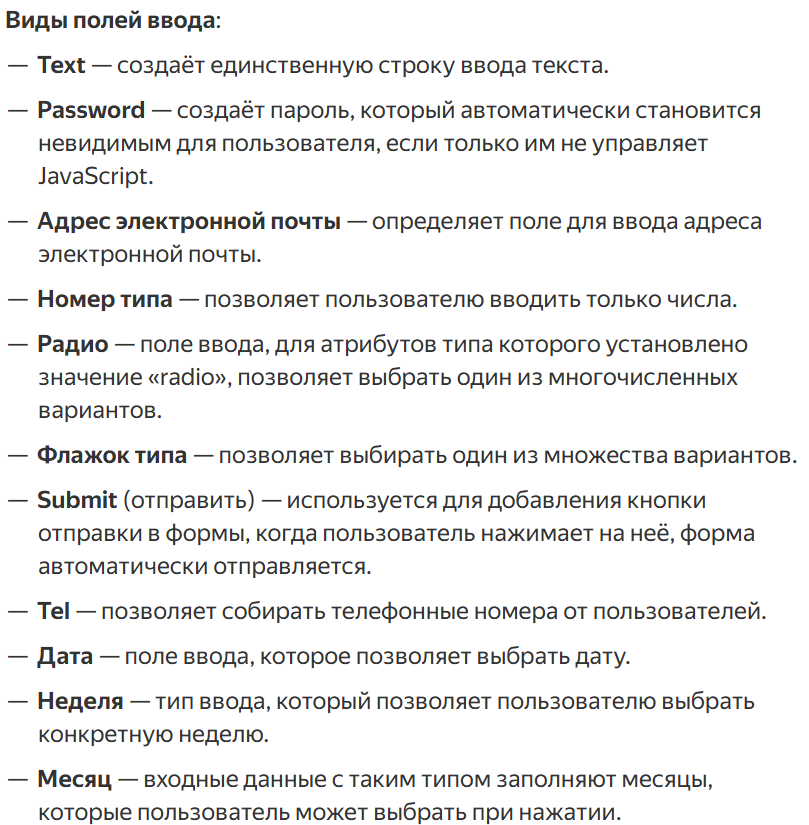 Виды полей ввода:
— Text — создаёт единственную строку ввода текста.
— Password — создаёт пароль, который автоматически становится
невидимым для пользователя, если только им не управляет
JavaScript.
— Адрес электронной почты — определяет поле для ввода адреса
электронной почты.
— Номер типа — позволяет пользователю вводить только числа.
— Радио — поле ввода, для атрибутов типа которого установлено
значение «radio», позволяет выбрать один из многочисленных
вариантов.
— Флажок типа — позволяет выбирать один из множества вариантов.
— Submit (отправить) — используется для добавления кнопки
отправки в формы, когда пользователь нажимает на неё, форма
автоматически отправляется.
— Tel — позволяет собирать телефонные номера от пользователей.
— Дата — поле ввода, которое позволяет выбрать дату.
— Неделя — тип ввода, который позволяет пользователю выбрать
конкретную неделю.
— Месяц — входные данные с таким типом заполняют месяцы,
которые пользователь может выбрать при нажатии.